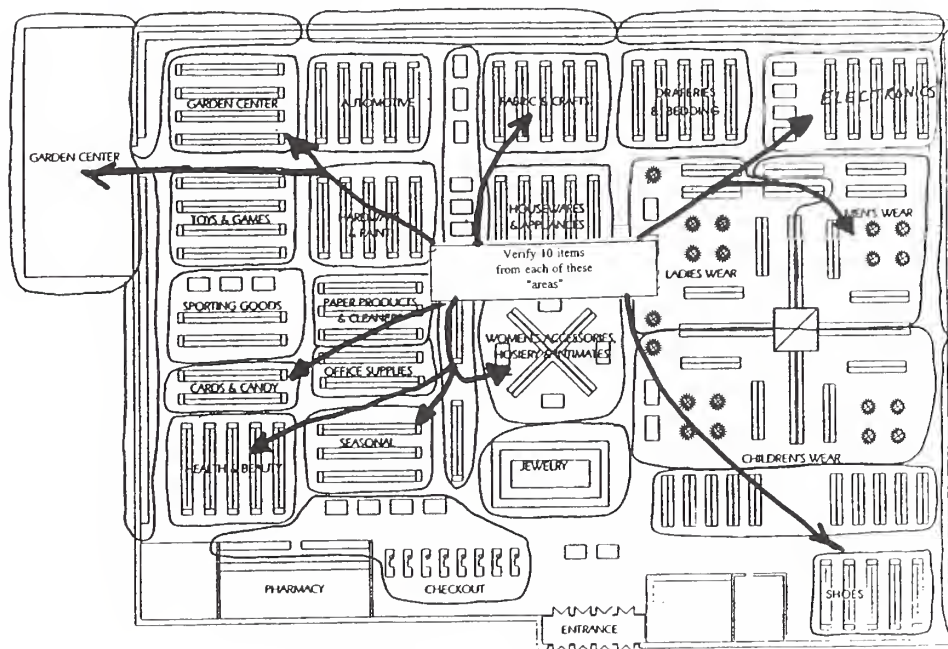 GARDEN CENTER
AUTOMOTIVE
FABRIC & CRAFTS
DRAPERIES
& BEDDING
ELECTRONICS
GARDEN CENTER
TOYS & GAMES
HARDWARE
& PAINT
HOUSEWARES
& APPLIANCES
MEN'S WEAR
Verify 10 items
from each of these
"areas"
LADIES WEAR
SPORTING GOODS
PAPER PRODUCTS
& CLEANERS
WOMEN'S ACCESSORIES,
HOSIERY & INTIMATES
OFFICE SUPPLIES
CARDS & CANDY
SEASONAL
HEALTH & BEAUTY
JEWELRY
CHILDREN'S WEAR
PHARMACY
CHECKOUT
SHOES
ENTRANCE